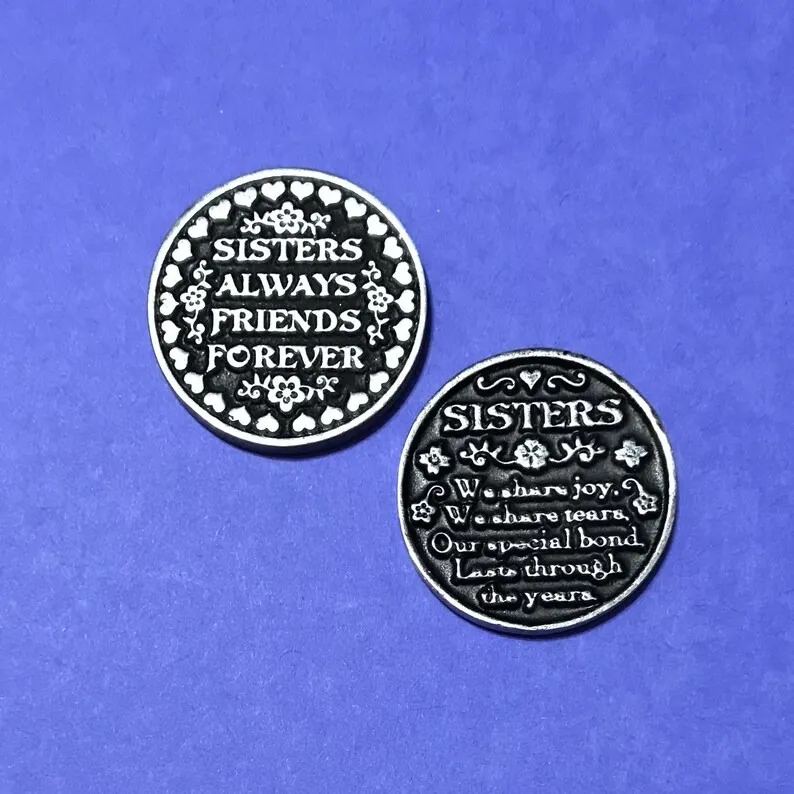 SISTERS
ALWAYS
FRIENDS
FOREVER
SISTERS
We share joy,
We share tears,
Our special bond
Lasts through
the years